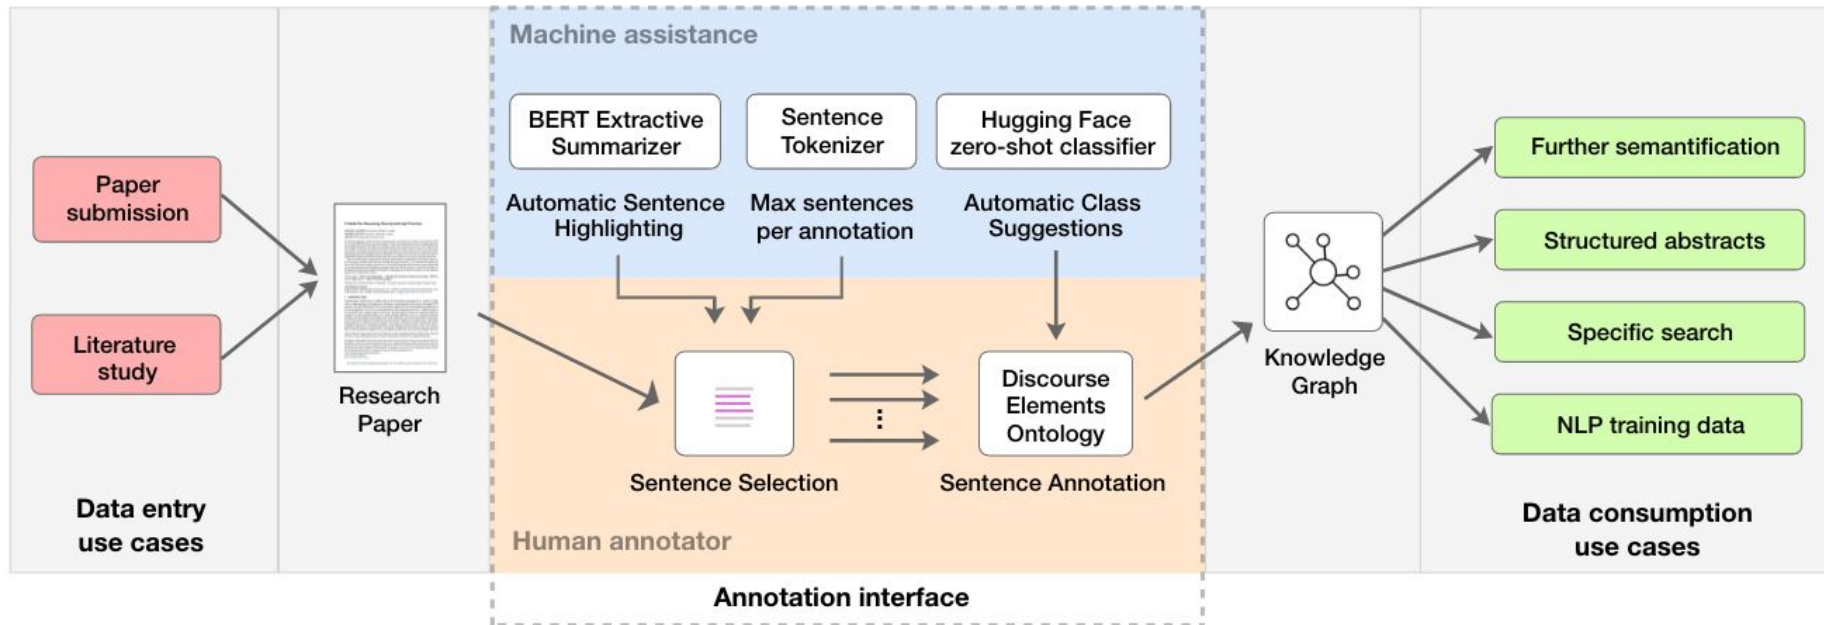 Machine assistance
BERT Extractive
Summarizer
Sentence
Tokenizer
Hugging Face
zero-shot classifier
Automatic Sentence
Highlighting
Max sentences
per annotation
Automatic Class
Suggestions
Paper
submission
Literature
study
Research
Paper
Data entry
use cases
Sentence Selection
Discourse
Elements
Ontology
Sentence Annotation
Human annotator
Annotation interface
Knowledge
Graph
Further semantification
Structured abstracts
Specific search
NLP training data
Data consumption
use cases